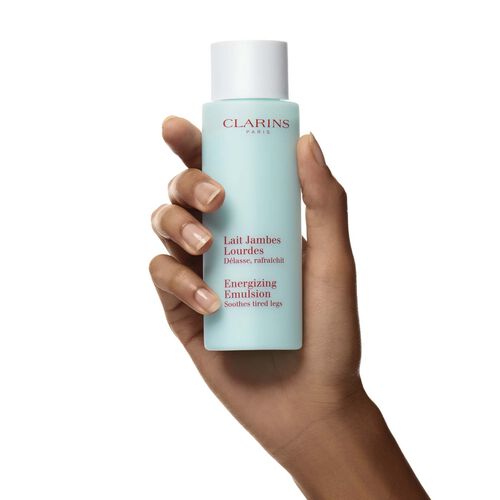 CLARINS
PARIS
Lait Jambes
Lourdes
Délasse, rafraîchit
Energizing
Emulsion
Soothes tired legs